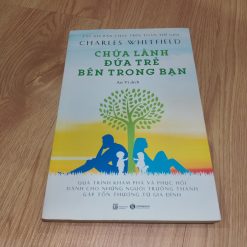 CHARLES WHITFIELD
CHỮA LÀNH
ĐỨA TRẺ
BÊN TRONG BẠN
QUÁ TRÌNH KHÁM PHÁ VÀ PHỤC HỒI
DÀNH CHO NHỮNG NGƯỜI TRƯỞNG THÀNH
GẶP TỔN THƯƠNG TỪ GIA ĐÌNH